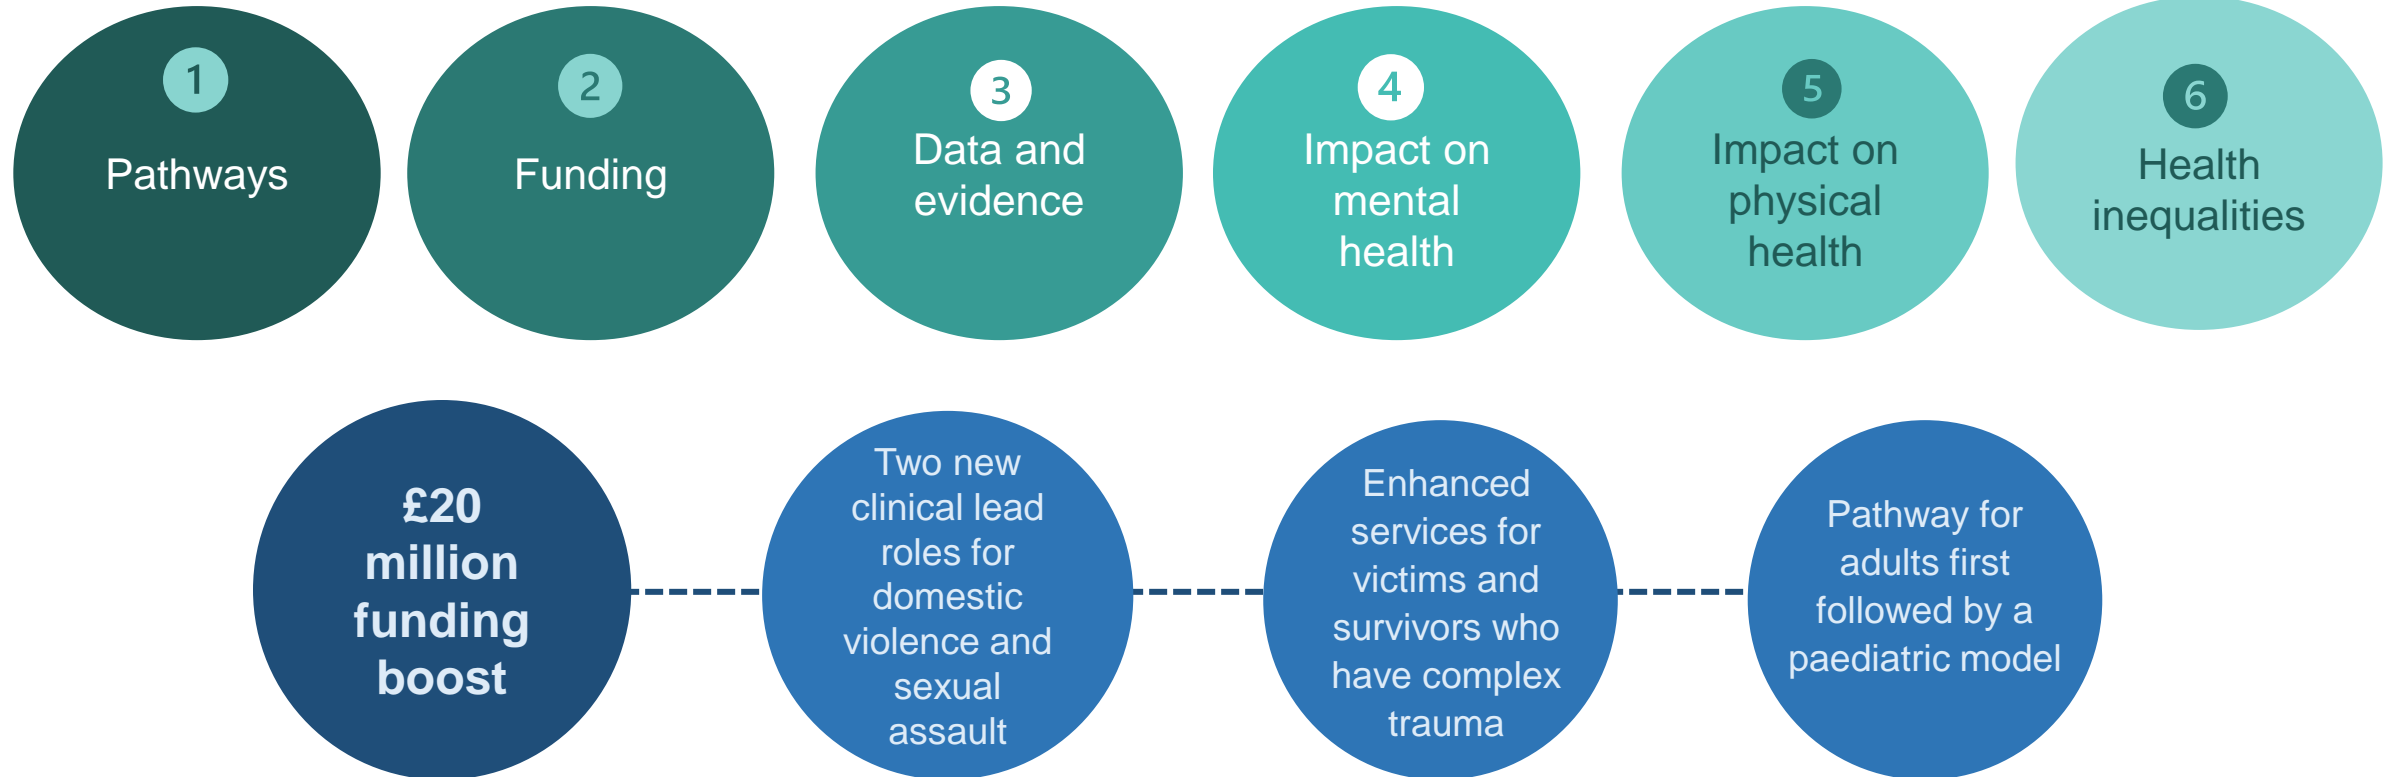 1
Pathways
2
Funding
3
Data and
evidence
4
Impact on
mental
health
5
Impact on
physical
health
6
Health
inequalities
£20
million
funding
boost
Two new
clinical lead
roles for
domestic
violence and
sexual
assault
Enhanced
services for
victims and
survivors who
have complex
trauma
Pathway for
adults first
followed by a
paediatric model